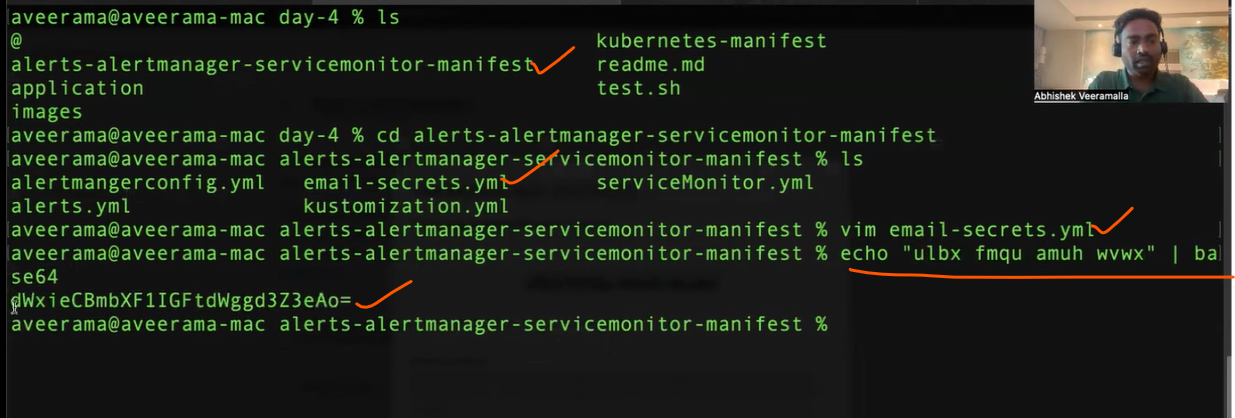 aveerama@aveerama-mac day-4 % ls
@ kubernetes-manifest
alerts-alertmanager-servicemonitor-manifest readme.md
application test.sh
images
aveerama@aveerama-mac day-4 % cd alerts-alertmanager-servicemonitor-manifest
aveerama@aveerama-mac alerts-alertmanager-servicemonitor-manifest % ls
alertmangerconfig.yml email-secrets.yml serviceMonitor.yml
alerts.yml kustomization.yml
aveerama@aveerama-mac alerts-alertmanager-servicemonitor-manifest % vim email-secrets.yml
aveerama@aveerama-mac alerts-alertmanager-servicemonitor-manifest % echo "ulbx fmqu amuh wvwx" | ba
se64
dWxieCBmbXF1IGFtdWggd3Z3eAo=
aveerama@aveerama-mac alerts-alertmanager-servicemonitor-manifest %
Abhishek Veeramalla